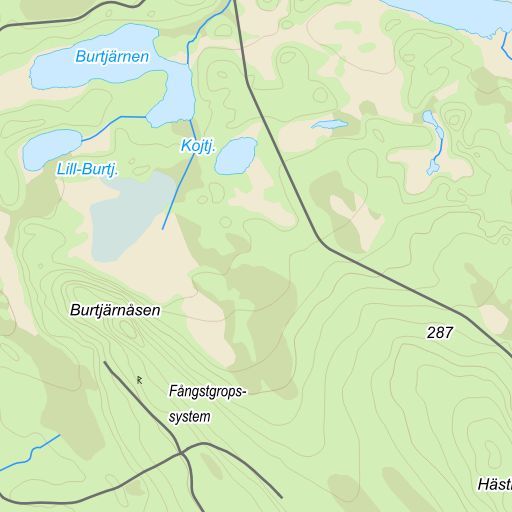 Burtjärnen
Kojtj.
Lill-Burtj.
Burtjärnåsen
287
Fångstgrops-
system
Häst